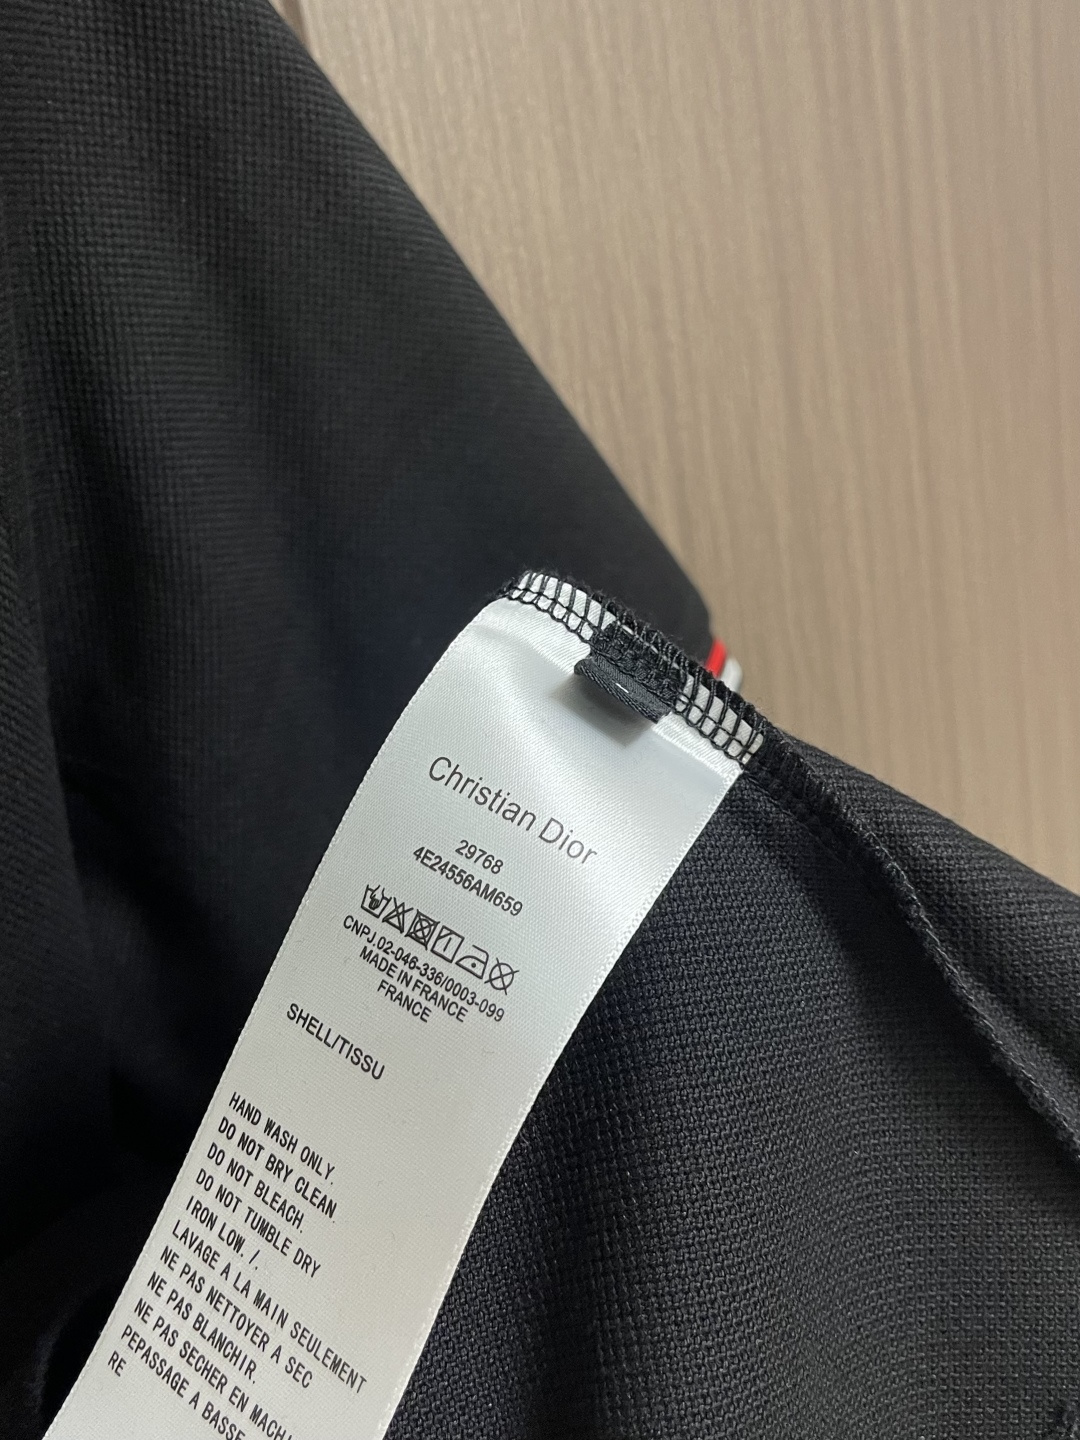 Christian Dior
29768
4E24556AM659
CNPJ.02-046-336/0003-099
MADE IN FRANCE
FRANCE
SHELL/TISSU
HAND WASH ONLY.
DO NOT BRY CLEAN.
DO NOT BLEACH.
DO NOT TUMBLE DRY
IRON LOW. /.
LAVAGE A LA MAIN SEULEMENT
NE PAS NETTOYER A SEC
NE PAS BLANCHIR.
NE PAS SECHER EN
PEPASSAGE A BASSE
RE